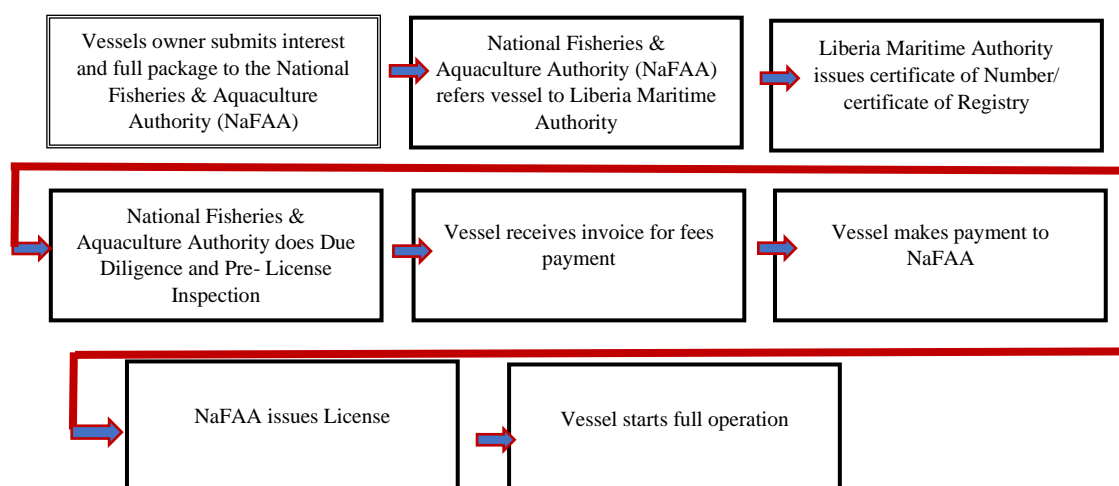 Vessels owner submits interest
and full package to the National
Fisheries & Aquaculture
Authority (NaFAA)
National Fisheries &
Aquaculture Authority (NaFAA)
refers vessel to Liberia Maritime
Authority
Liberia Maritime Authority
issues certificate of Number/
certificate of Registry
National Fisheries &
Aquaculture Authority does Due
Diligence and Pre- License
Inspection
Vessel receives invoice for fees
payment
Vessel makes payment to
NaFAA
NaFAA issues License
Vessel starts full operation